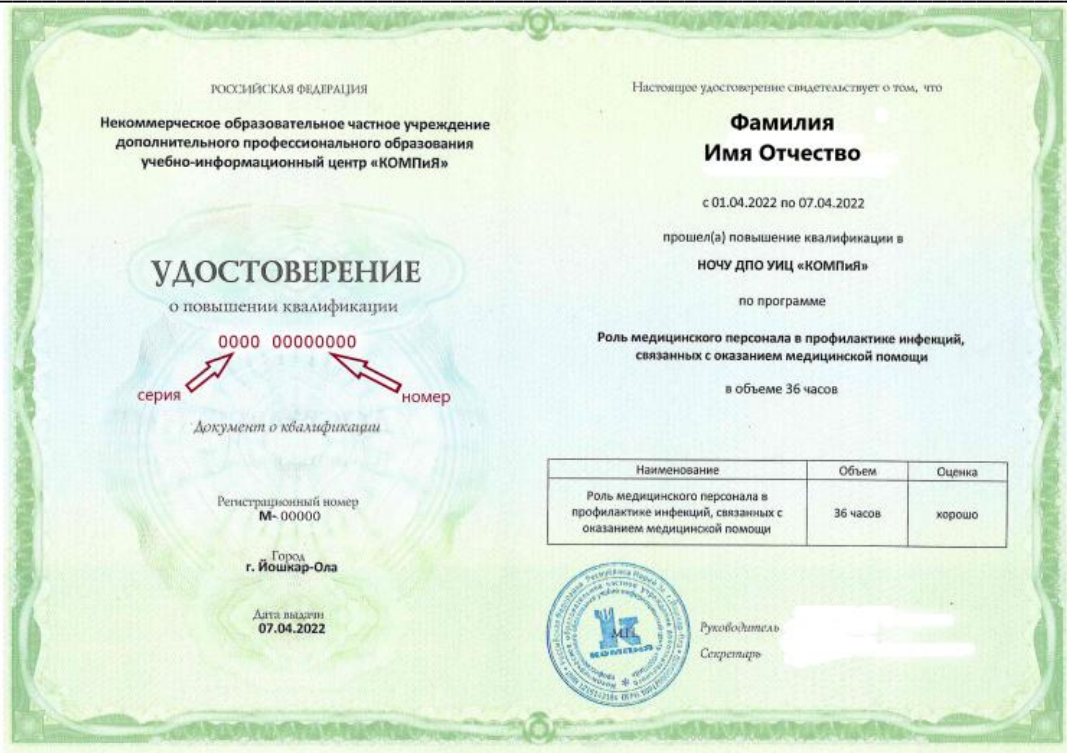 РОССИЙСКАЯ ФЕДЕРАЦИЯ
Некоммерческое образовательное частное учреждение
дополнительного профессионального образования
учебно-информационный центр «КОМПиЯ»
УДОСТОВЕРЕНИЕ
о повышении квалификации
0000 00000000
серия
номер
Документ о квалификации
Регистрационный номер
М- 00000
Город
г. Йошкар-Ола
Дата выдачи
07.04.2022
Настоящее удостоверение свидетельствует о том, что
Фамилия
Имя Отчество
с 01.04.2022 по 07.04.2022
прошел(а) повышение квалификации в
НОЧУ ДПО УИЦ «КОМПиЯ»
по программе
Роль медицинского персонала в профилактике инфекций,
связанных с оказанием медицинской помощи
в объеме 36 часов
Наименование Объем Оценка
Роль медицинского персонала в
профилактике инфекций, связанных с
оказанием медицинской помощи
36 часов
хорошо
М.П.
компия
Руководитель
Секретарь